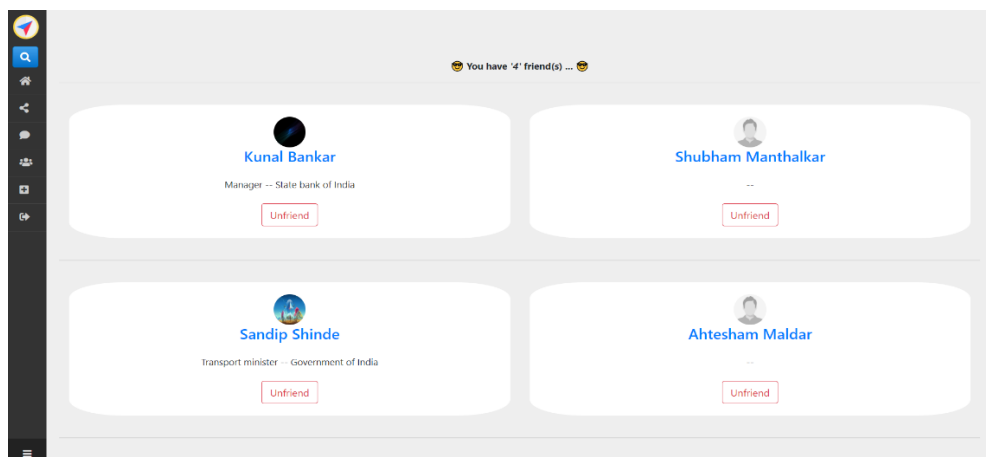 😎 You have '4' friend(s) ... 😎
Kunal Bankar
Manager -- State bank of India
Unfriend
Shubham Manthalkar
--
Unfriend
Sandip Shinde
Transport minister -- Government of India
Unfriend
Ahtesham Maldar
--
Unfriend